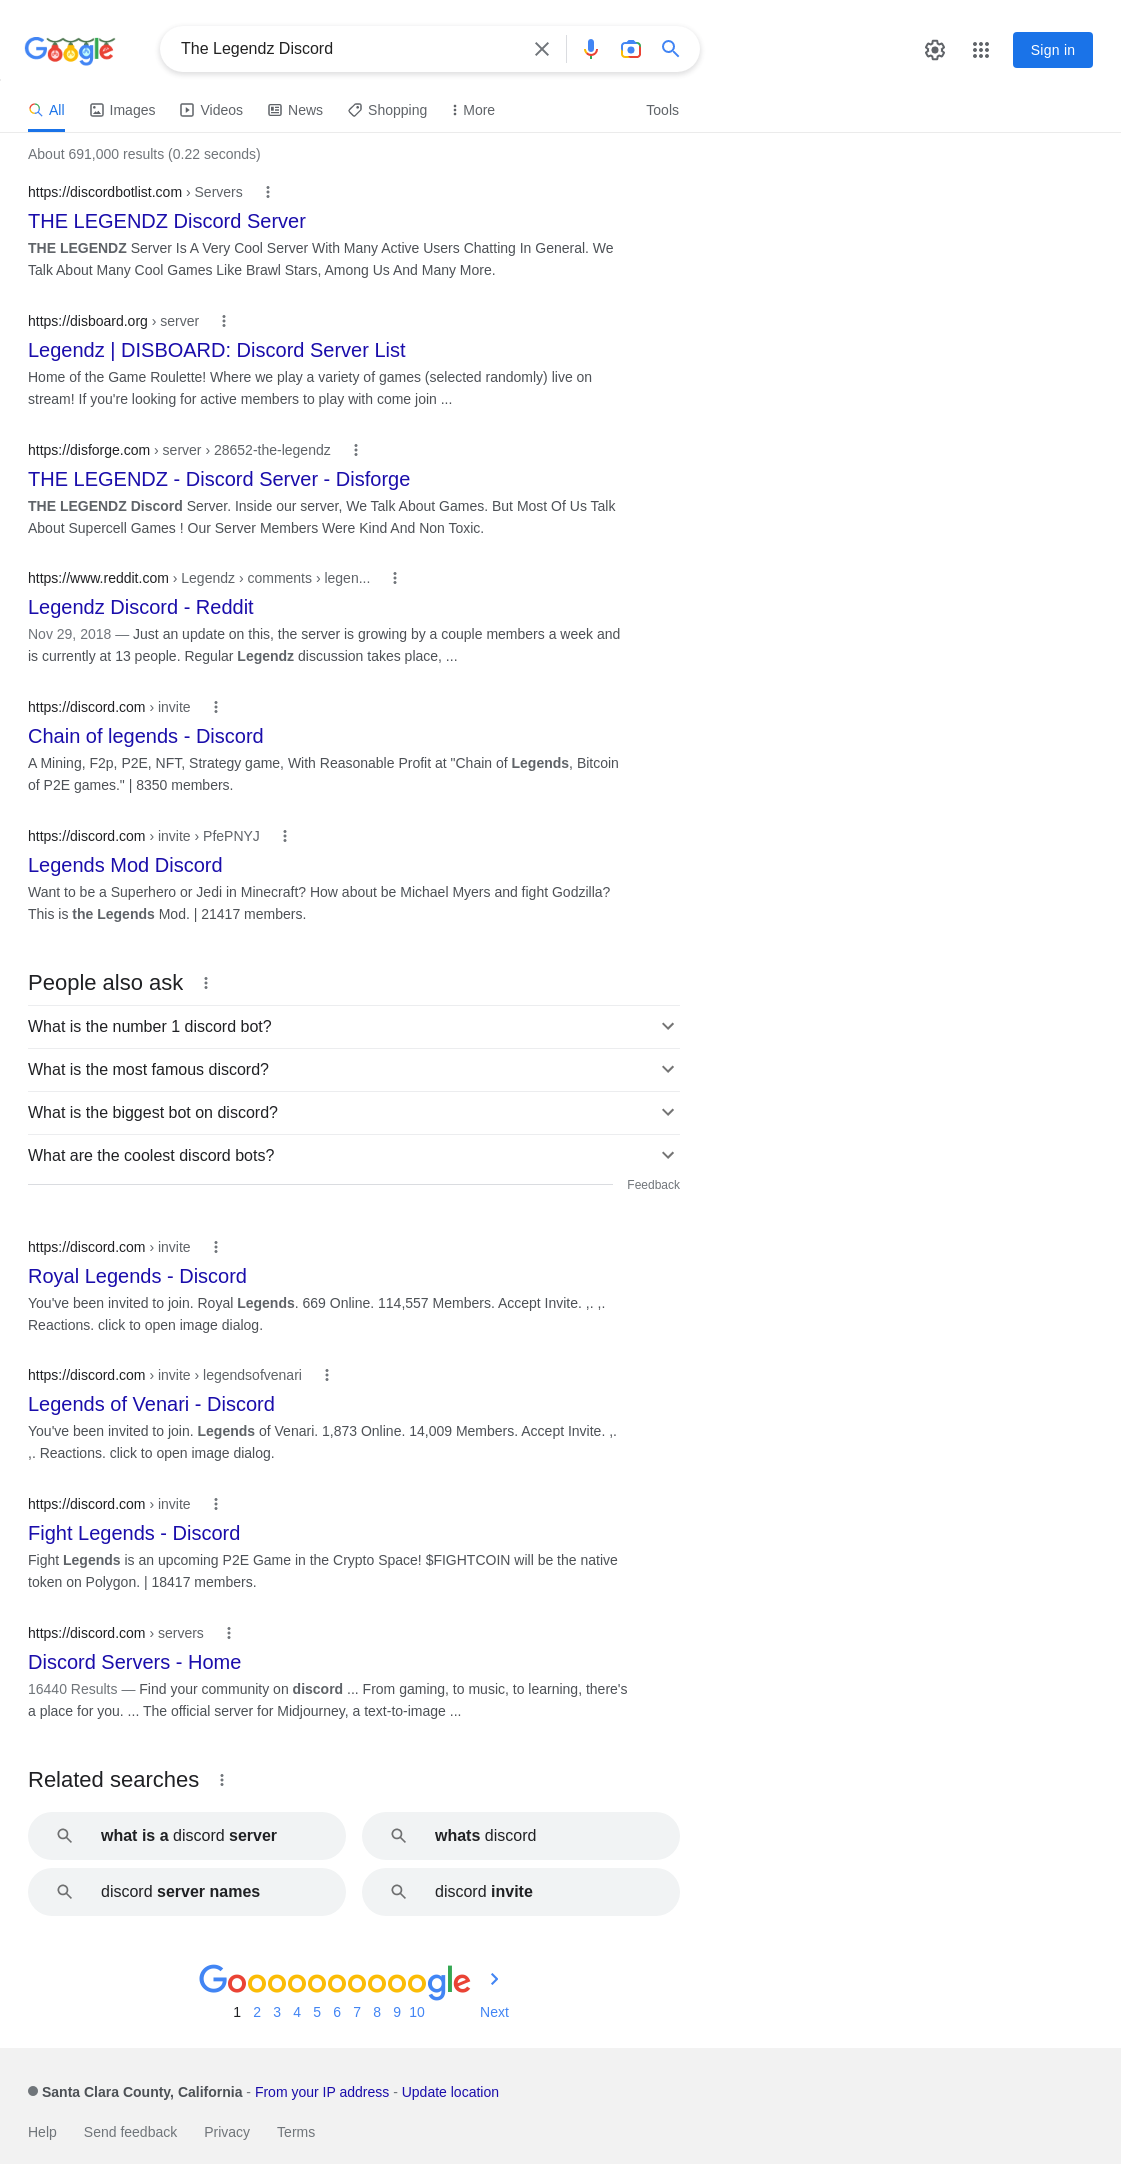 Google
The Legendz Discord
Sign in
All Images Videos News Shopping More Tools
About 691,000 results (0.22 seconds)
https://discordbotlist.com › Servers
THE LEGENDZ Discord Server
THE LEGENDZ Server Is A Very Cool Server With Many Active Users Chatting In General. We
Talk About Many Cool Games Like Brawl Stars, Among Us And Many More.
https://disboard.org › server
Legendz | DISBOARD: Discord Server List
Home of the Game Roulette! Where we play a variety of games (selected randomly) live on
stream! If you're looking for active members to play with come join ...
https://disforge.com › server › 28652-the-legendz
THE LEGENDZ - Discord Server - Disforge
THE LEGENDZ Discord Server. Inside our server, We Talk About Games. But Most Of Us Talk
About Supercell Games ! Our Server Members Were Kind And Non Toxic.
https://www.reddit.com › Legendz › comments › legen...
Legendz Discord - Reddit
Nov 29, 2018 — Just an update on this, the server is growing by a couple members a week and
is currently at 13 people. Regular Legendz discussion takes place, ...
https://discord.com › invite
Chain of legends - Discord
A Mining, F2p, P2E, NFT, Strategy game, With Reasonable Profit at "Chain of Legends, Bitcoin
of P2E games." | 8350 members.
https://discord.com › invite › PfePNYJ
Legends Mod Discord
Want to be a Superhero or Jedi in Minecraft? How about be Michael Myers and fight Godzilla?
This is the Legends Mod. | 21417 members.
People also ask
What is the number 1 discord bot?
What is the most famous discord?
What is the biggest bot on discord?
What are the coolest discord bots?
Feedback
https://discord.com › invite
Royal Legends - Discord
You've been invited to join. Royal Legends. 669 Online. 114,557 Members. Accept Invite. ,. ,.
Reactions. click to open image dialog.
https://discord.com › invite › legendsofvenari
Legends of Venari - Discord
You've been invited to join. Legends of Venari. 1,873 Online. 14,009 Members. Accept Invite. ,.
,. Reactions. click to open image dialog.
https://discord.com › invite
Fight Legends - Discord
Fight Legends is an upcoming P2E Game in the Crypto Space! $FIGHTCOIN will be the native
token on Polygon. | 18417 members.
https://discord.com › servers
Discord Servers - Home
16440 Results — Find your community on discord ... From gaming, to music, to learning, there's
a place for you. ... The official server for Midjourney, a text-to-image ...
Related searches
what is a discord server
whats discord
discord server names
discord invite
Goooooooooogle
1 2 3 4 5 6 7 8 9 10 Next
Santa Clara County, California - From your IP address - Update location
Help Send feedback Privacy Terms